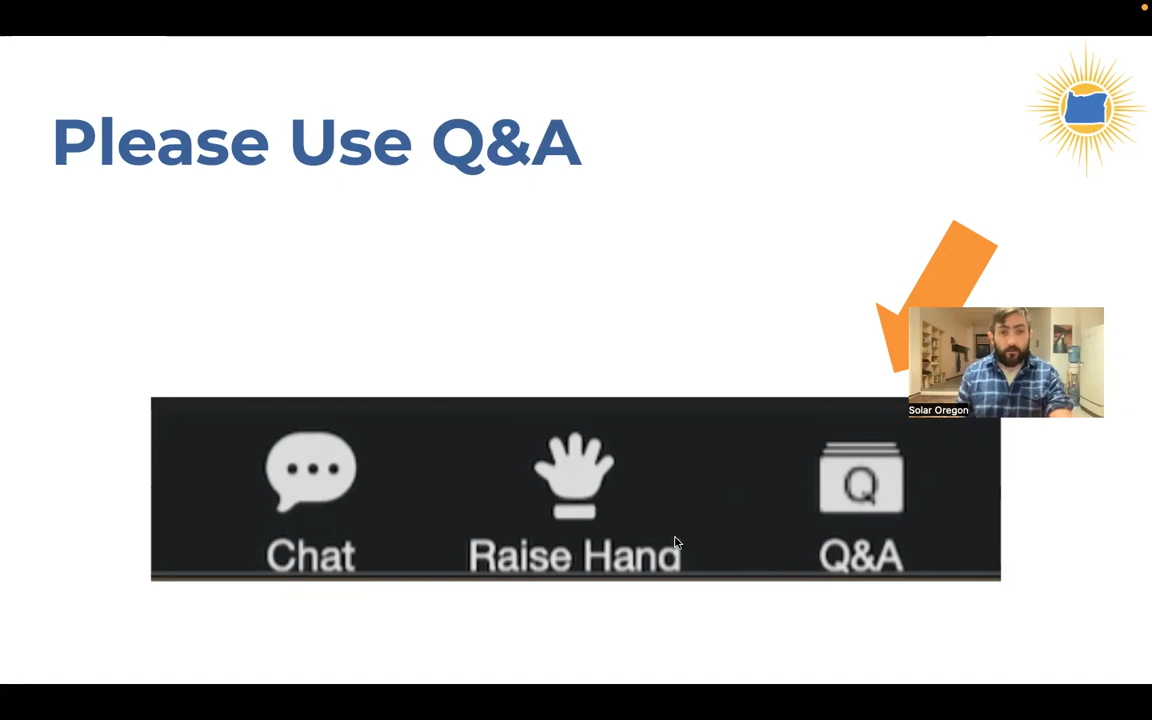 Please Use Q&A
Solar Oregon
Q
Chat
Raise Hand
Q&A